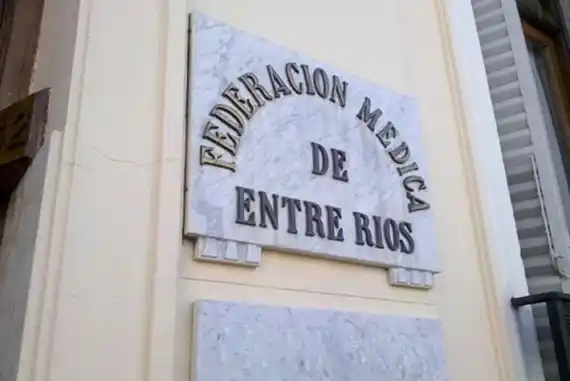 FEDERACION MEDICA
DE
ENTRE RIOS